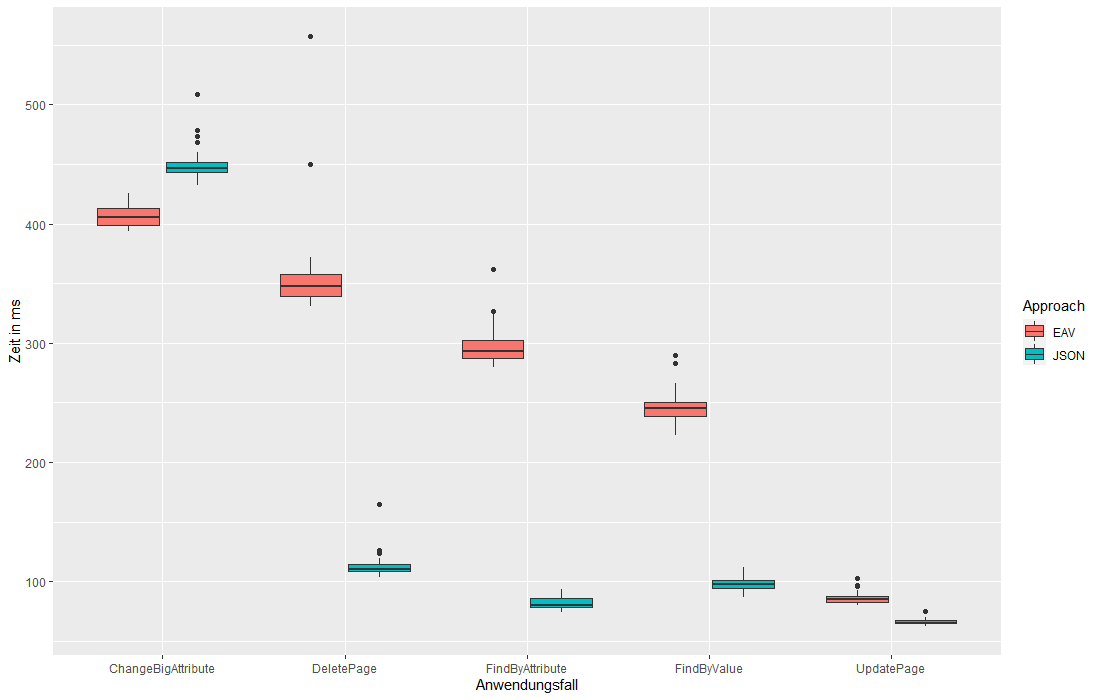 Zeit in ms
500
400
300
200
100
ChangeBigAttribute
DeletePage
FindByAttribute
FindByValue
UpdatePage
Anwendungsfall
Approach
EAV
JSON